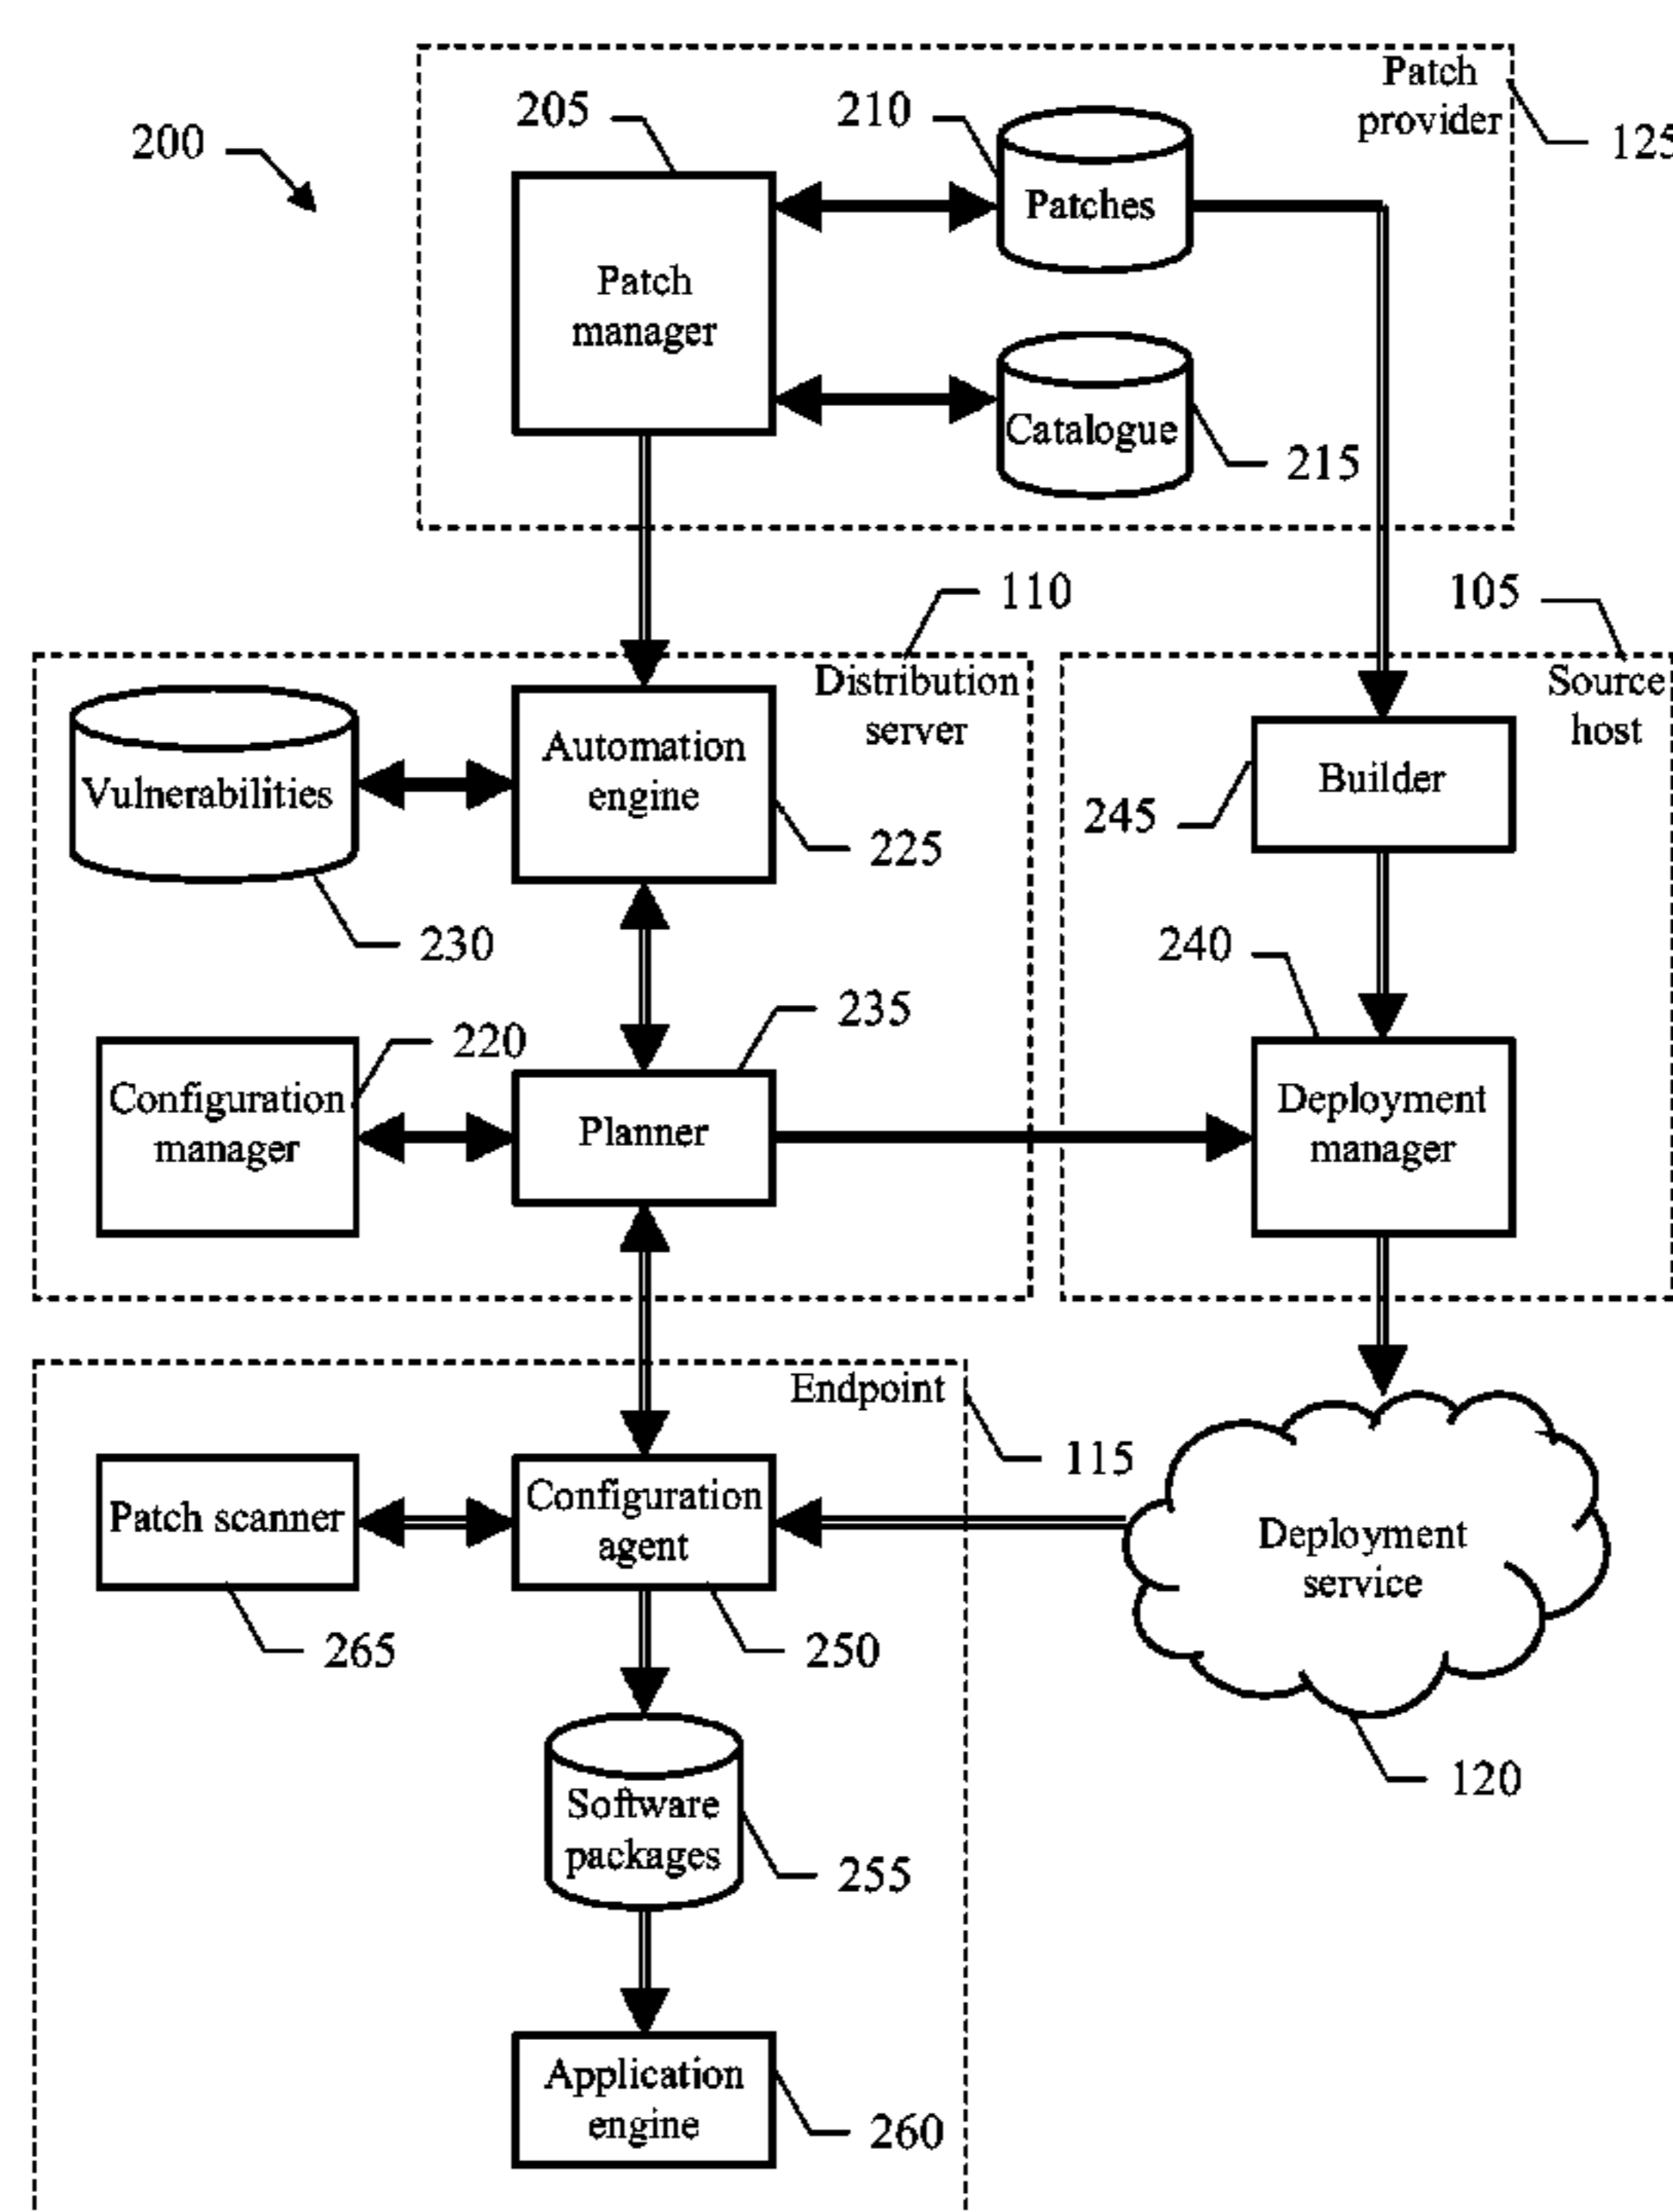 Patch
provider
125
200
205
210
Patch
manager
Patches
Catalogue
215
110
105
Distribution
server
Source
host
Vulnerabilities
230
Automation
engine
225
Builder
245
240
235
220
Configuration
manager
Planner
Deployment
manager
Endpoint
115
Patch scanner
265
Configuration
agent
250
Deployment
service
120
Software
packages
255
Application
engine
260